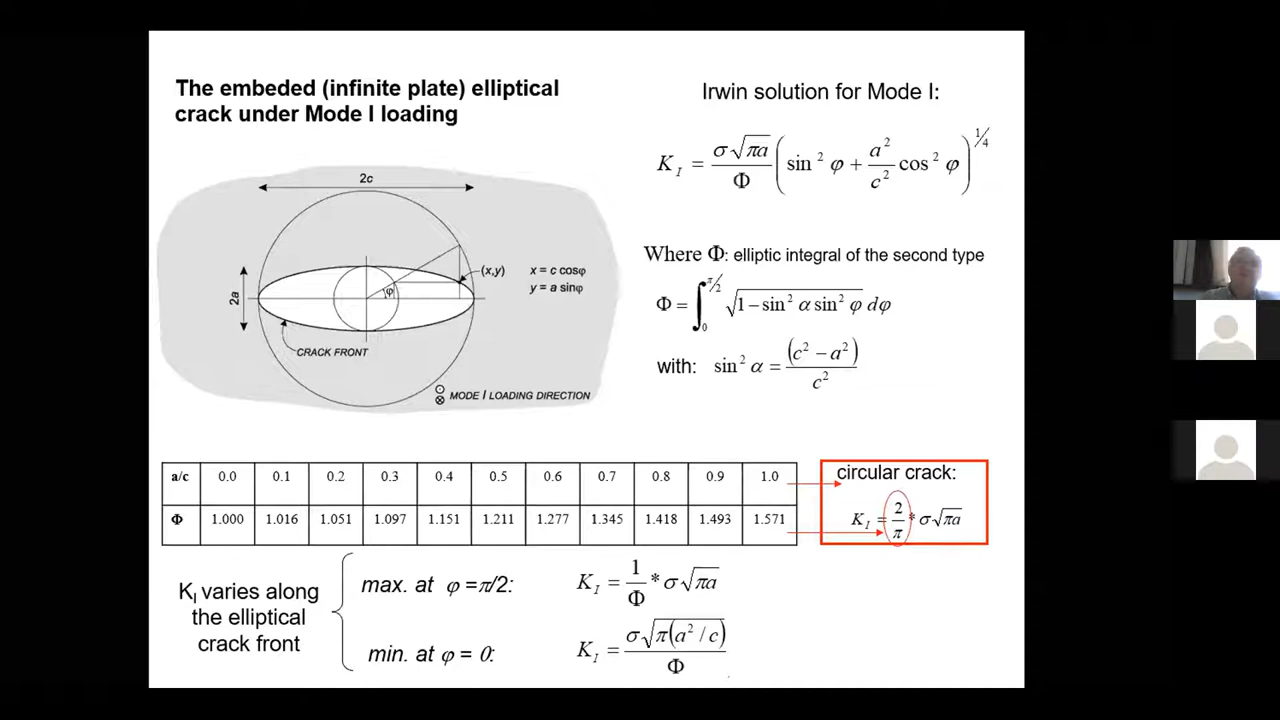 The embeded (infinite plate) elliptical
crack under Mode I loading
2c
2a
φ
(x,y)
x = c cosφ
y = a sinφ
CRACK FRONT
MODE I LOADING DIRECTION
Irwin solution for Mode I:
K_I = σ√πa / Φ (sin² φ + a²/c² cos² φ)^1/4
Where Φ: elliptic integral of the second type
Φ = ∫₀^π/2 √1 − sin² α sin² φ dφ
with: sin² α = (c² − a²) / c²
a/c 0.0 0.1 0.2 0.3 0.4 0.5 0.6 0.7 0.8 0.9 1.0
Φ 1.000 1.016 1.051 1.097 1.151 1.211 1.277 1.345 1.418 1.493 1.571
circular crack:
K_I = 2/π * σ√πa
K_I varies along
the elliptical
crack front
max. at φ =π/2: K_I = 1/Φ * σ√πa
min. at φ = 0: K_I = σ√π(a² / c) / Φ